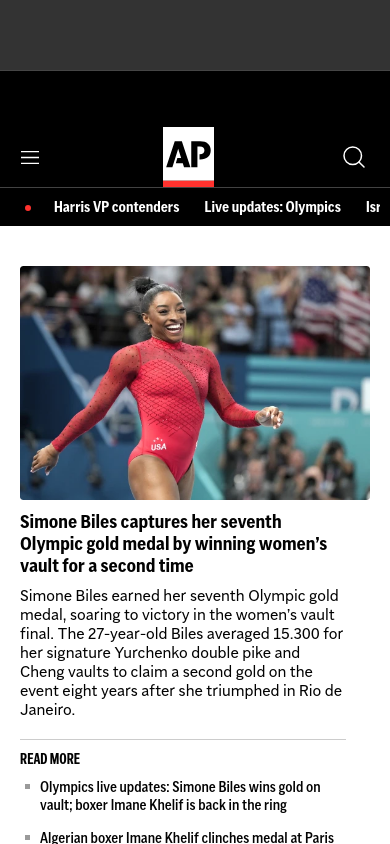 AP
Harris VP contenders Live updates: Olympics Isr
USA
Simone Biles captures her seventh
Olympic gold medal by winning women’s
vault for a second time
Simone Biles earned her seventh Olympic gold
medal, soaring to victory in the women’s vault
final. The 27-year-old Biles averaged 15.300 for
her signature Yurchenko double pike and
Cheng vaults to claim a second gold on the
event eight years after she triumphed in Rio de
Janeiro.
READ MORE
Olympics live updates: Simone Biles wins gold on
vault; boxer Imane Khelif is back in the ring
Algerian boxer Imane Khelif clinches medal at Paris